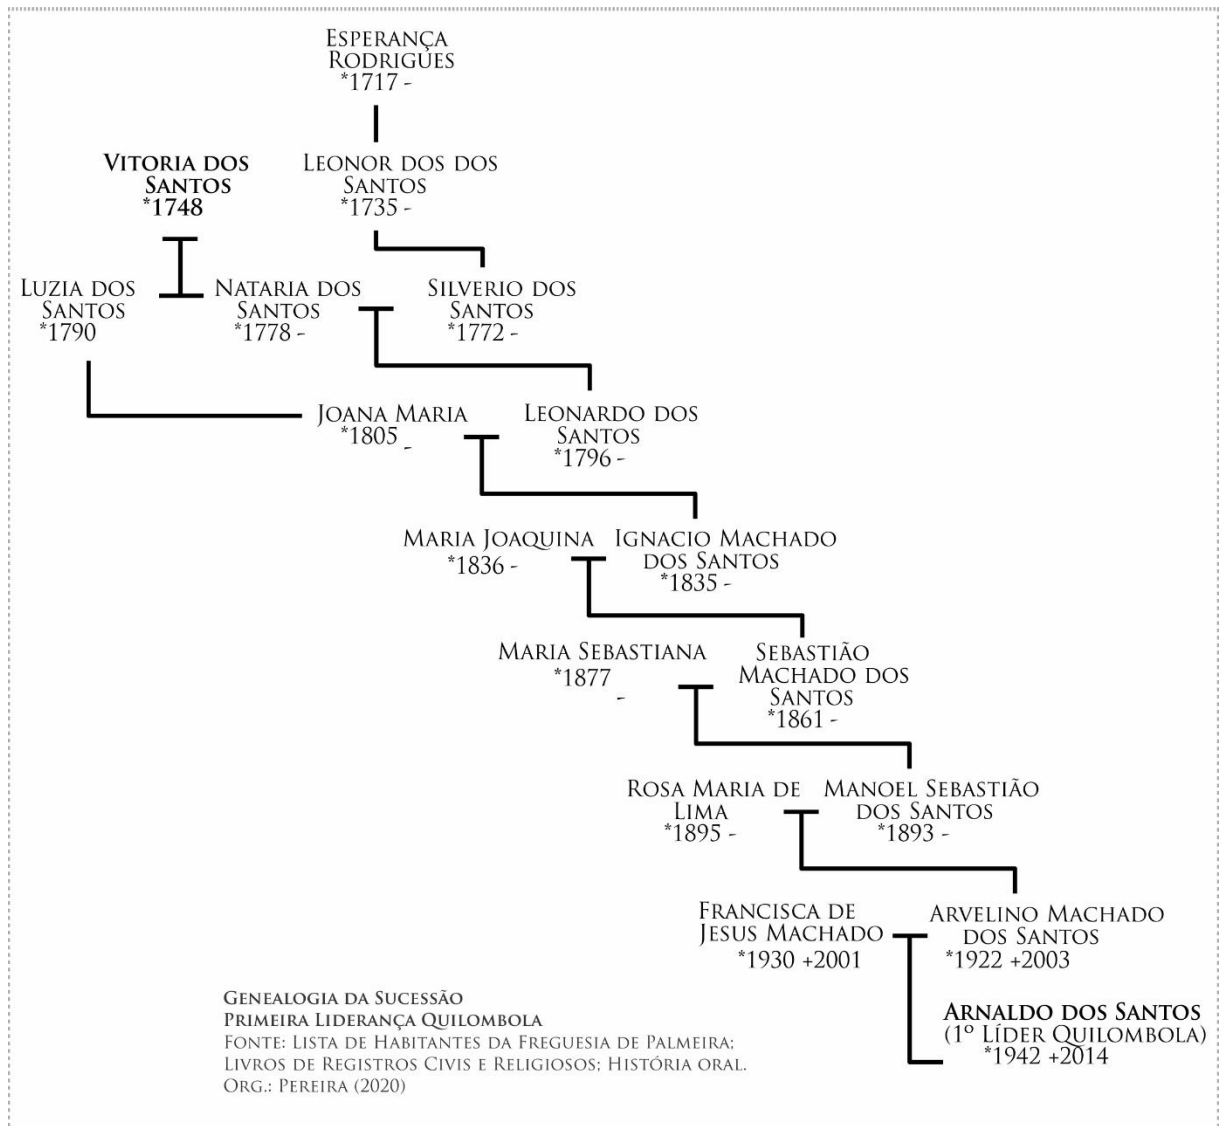 Esperança
Rodrigues
*1717 -
Vitoria dos
Santos
*1748
Leonor dos dos
Santos
*1735 -
Luzia dos
Santos
*1790
Nataria dos
Santos
*1778 -
Silverio dos
Santos
*1772 -
Joana Maria
*1805 -
Leonardo dos
Santos
*1796 -
Maria Joaquina
*1836 -
Ignacio Machado
dos Santos
*1835 -
Maria Sebastiana
*1877
-
Sebastião
Machado dos
Santos
*1861 -
Rosa Maria de
Lima
*1895 -
Manoel Sebastião
dos Santos
*1893 -
Francisca de
Jesus Machado
*1930 +2001
Arvelino Machado
dos Santos
*1922 +2003
Arnaldo dos Santos
(1º Líder Quilombola)
*1942 +2014
Genealogia da Sucessão
Primeira Liderança Quilombola
Fonte: Lista de Habitantes da Freguesia de Palmeira;
Livros de Registros Civis e Religiosos; História oral.
Org.: Pereira (2020)